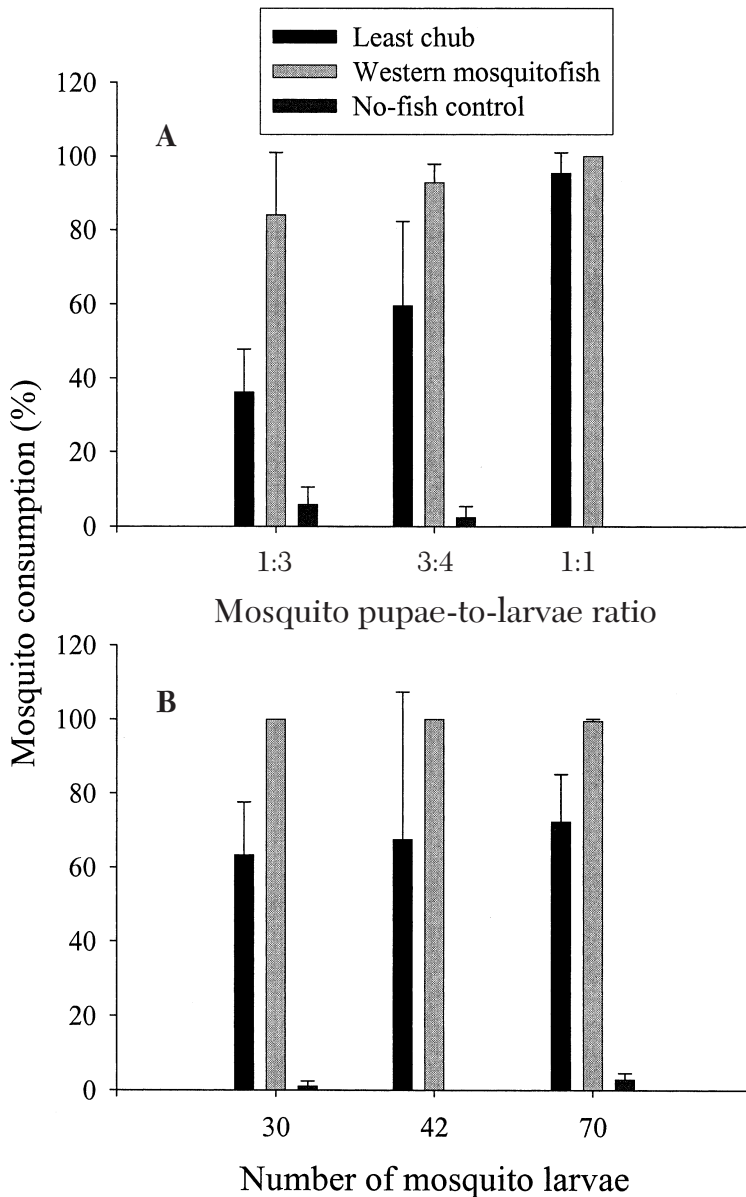 Least chub
Western mosquitofish
No-fish control
A
120
100
80
60
40
20
0
1:3 3:4 1:1
Mosquito pupae-to-larvae ratio
Mosquito consumption (%)
B
120
100
80
60
40
20
0
30 42 70
Number of mosquito larvae